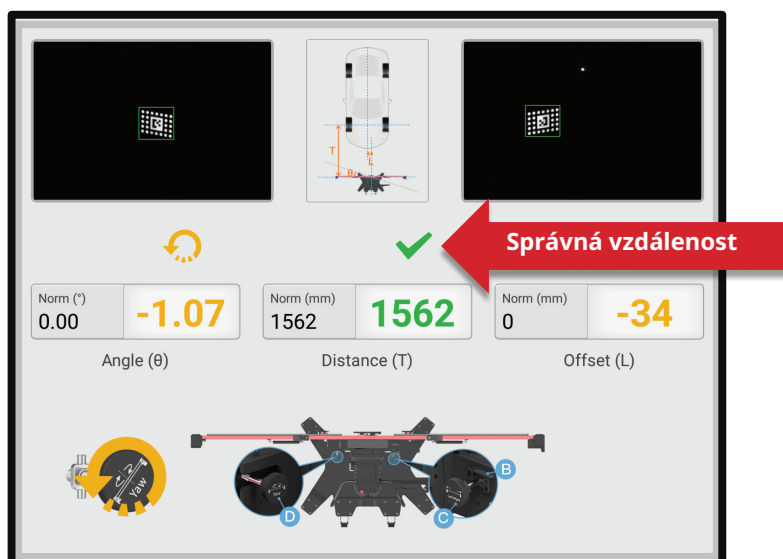 T
L
θ
Správná vzdálenost
Norm (°)
0.00
-1.07
Norm (mm)
1562
1562
Norm (mm)
0
-34
Angle (θ)
Distance (T)
Offset (L)
Yaw
B
C
D